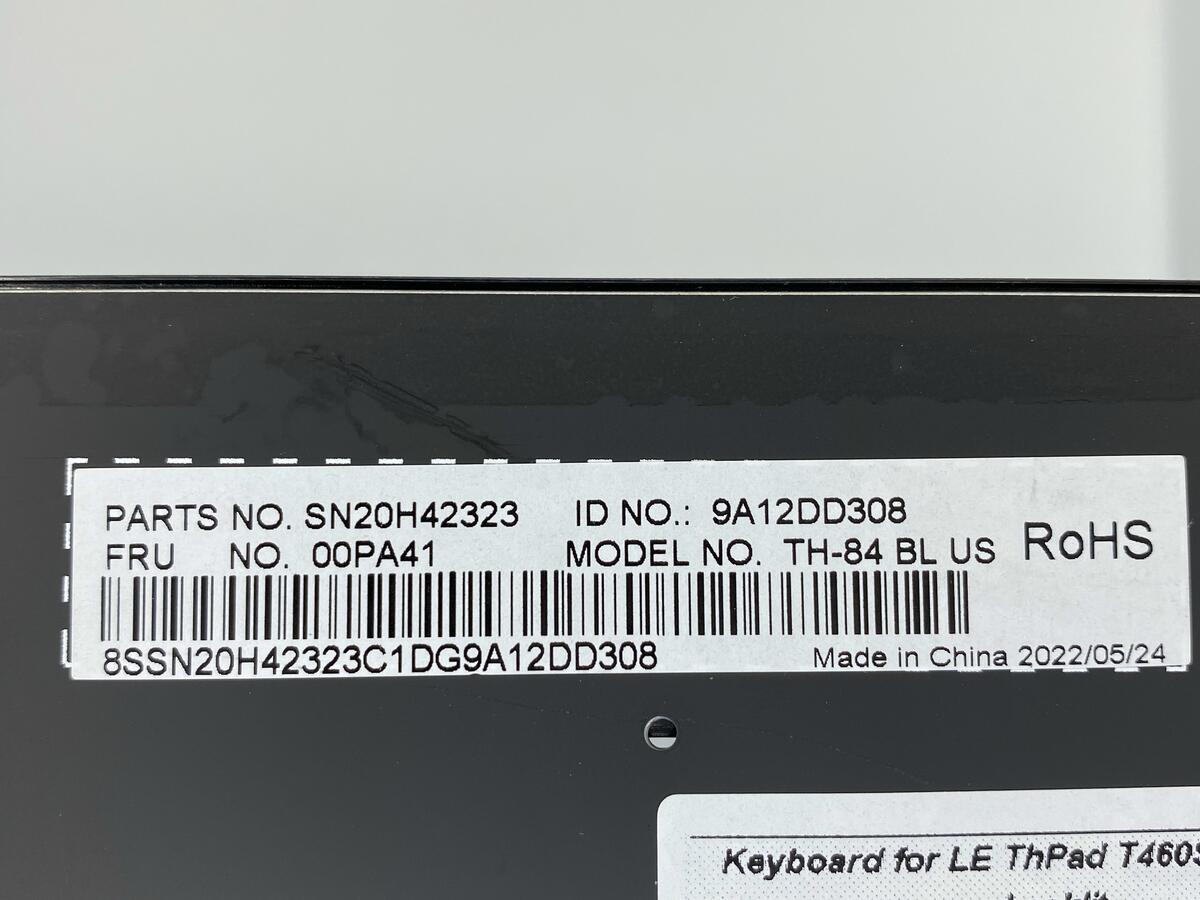 PARTS NO. SN20H42323 ID NO.: 9A12DD308
FRU NO. 00PA41 MODEL NO. TH-84 BL US RoHS
8SSN20H42323C1DG9A12DD308 Made in China 2022/05/24
Keyboard for LE ThPad T460S